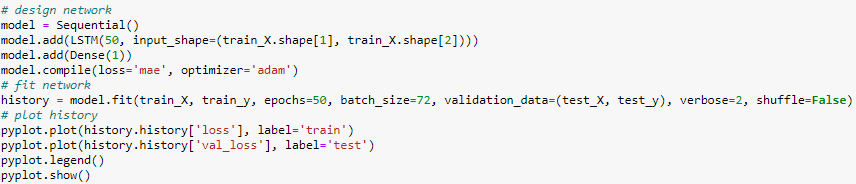 # design network
model = Sequential()
model.add(LSTM(50, input_shape=(train_X.shape[1], train_X.shape[2])))
model.add(Dense(1))
model.compile(loss='mae', optimizer='adam')
# fit network
history = model.fit(train_X, train_y, epochs=50, batch_size=72, validation_data=(test_X, test_y), verbose=2, shuffle=False)
# plot history
pyplot.plot(history.history['loss'], label='train')
pyplot.plot(history.history['val_loss'], label='test')
pyplot.legend()
pyplot.show()